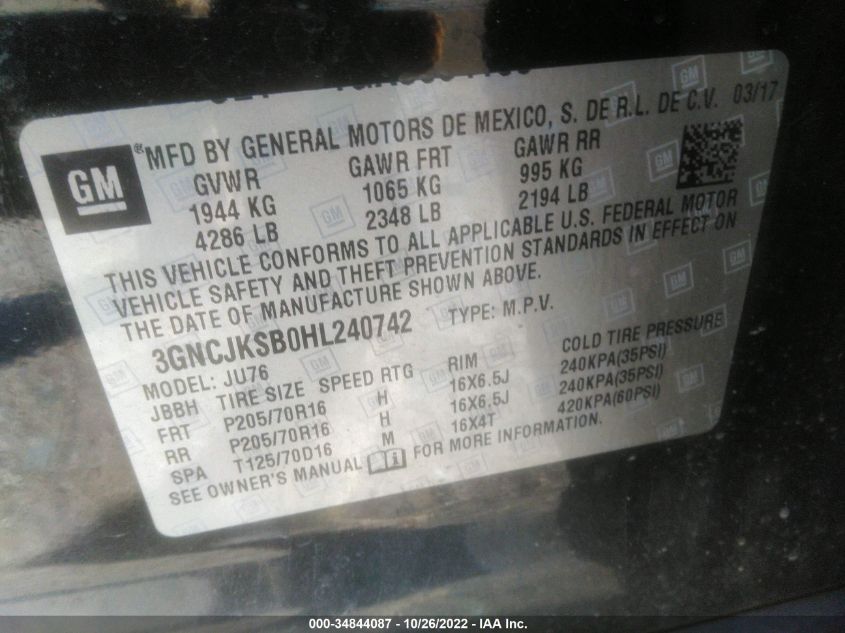 GM
MFD BY GENERAL MOTORS DE MEXICO, S. DE R.L. DE C.V. 03/17
GVWR GAWR FRT GAWR RR
1944 KG 1065 KG 995 KG
4286 LB 2348 LB 2194 LB
THIS VEHICLE CONFORMS TO ALL APPLICABLE U.S. FEDERAL MOTOR
VEHICLE SAFETY AND THEFT PREVENTION STANDARDS IN EFFECT ON
THE DATE OF MANUFACTURE SHOWN ABOVE.
3GNCJKSB0HL240742 TYPE: M.P.V.
MODEL: JU76
JBBH TIRE SIZE SPEED RTG RIM COLD TIRE PRESSURE
FRT P205/70R16 H 16X6.5J 240KPA(35PSI)
RR P205/70R16 H 16X6.5J 240KPA(35PSI)
SPA T125/70D16 M 16X4T 420KPA(60PSI)
SEE OWNER'S MANUAL FOR MORE INFORMATION.
000-34844087 - 10/26/2022 - IAA Inc.